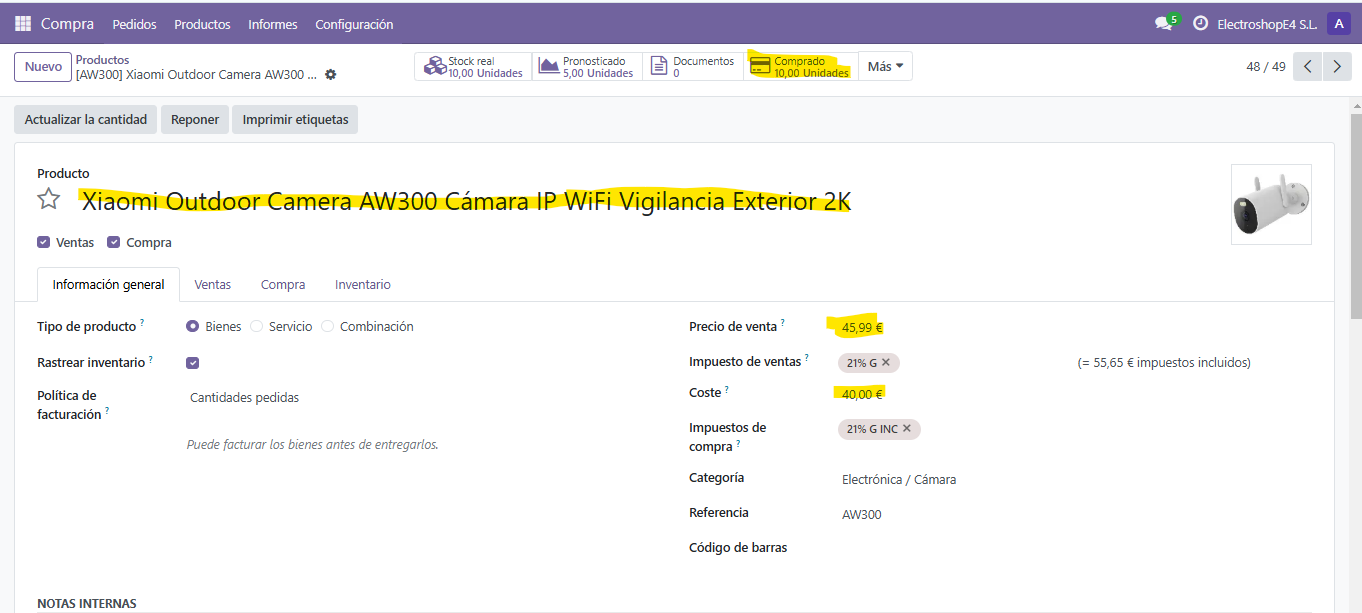 Compra Pedidos Productos Informes Configuración 5 ElectroshopE4 S.L. A
Nuevo
Productos
[AW300] Xiaomi Outdoor Camera AW300 ...
Stock real
10,00 Unidades
Pronosticado
5,00 Unidades
Documentos
0
Comprado
10,00 Unidades
Más
48 / 49
Actualizar la cantidad Reponer Imprimir etiquetas
Producto
Xiaomi Outdoor Camera AW300 Cámara IP WiFi Vigilancia Exterior 2K
Ventas Compra
Información general Ventas Compra Inventario
Tipo de producto ? Bienes Servicio Combinación
Rastrear inventario ?
Política de
facturación ?
Cantidades pedidas
Puede facturar los bienes antes de entregarlos.
Precio de venta ? 45,99 €
Impuesto de ventas ? 21% G ✕ (= 55,65 € impuestos incluidos)
Coste ? 40,00 €
Impuestos de
compra ?
21% G INC ✕
Categoría Electrónica / Cámara
Referencia AW300
Código de barras
NOTAS INTERNAS